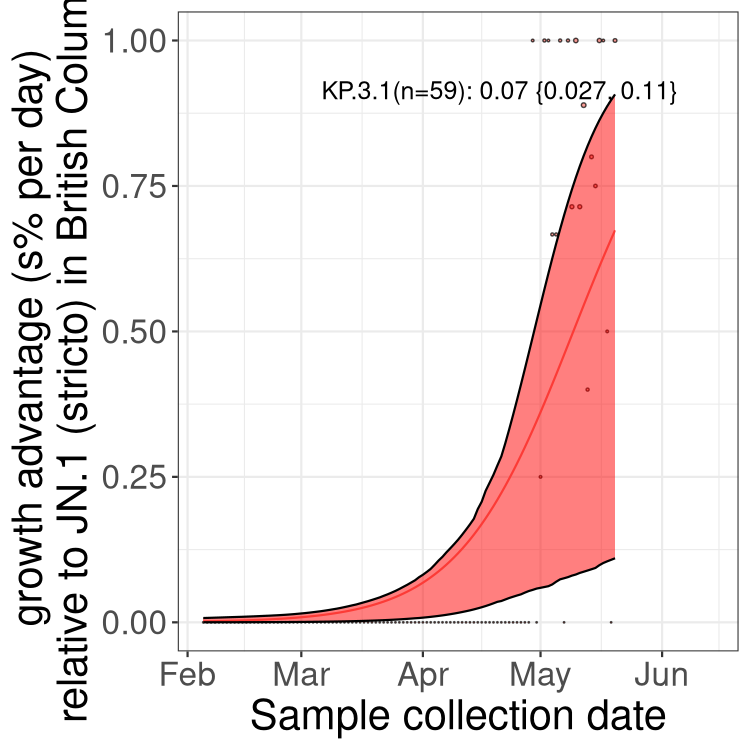 growth advantage (s% per day)
relative to JN.1 (stricto) in British Colum
1.00
0.75
0.50
0.25
0.00
KP.3.1(n=59): 0.07 {0.027, 0.11}
Feb Mar Apr May Jun
Sample collection date